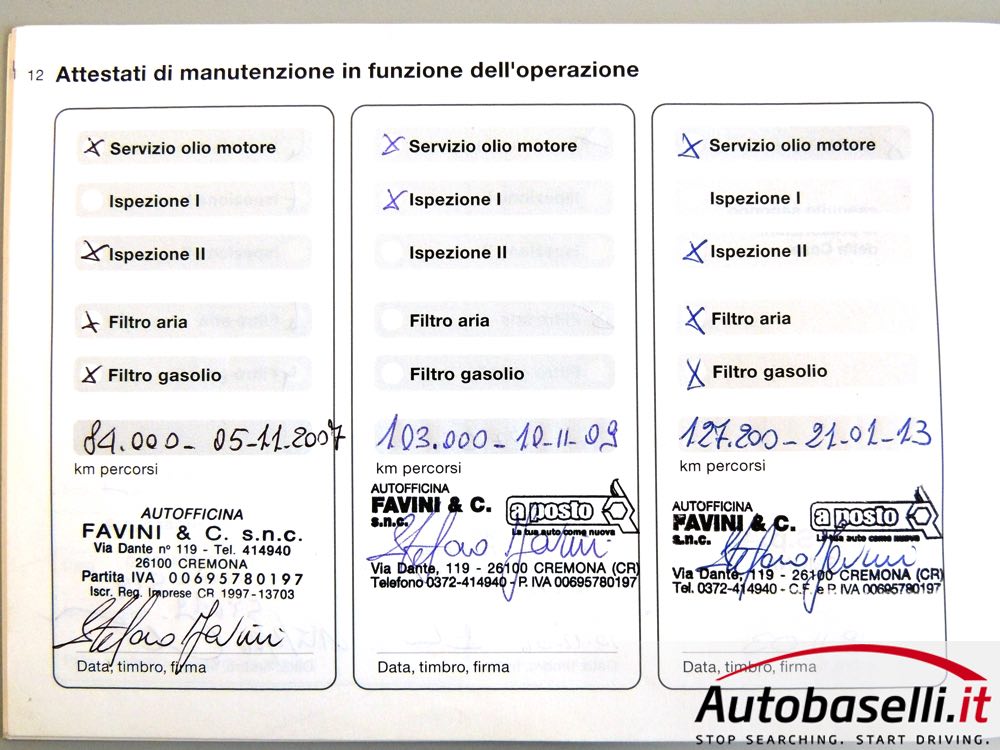 12 Attestati di manutenzione in funzione dell'operazione
X Servizio olio motore
Ispezione I
X Ispezione II
X Filtro aria
X Filtro gasolio
84.000 - 05-11-2007
km percorsi
AUTOFFICINA
FAVINI & C. s.n.c.
Via Dante n° 119 - Tel. 414940
26100 CREMONA
Partita IVA 00695780197
Iscr. Reg. Imprese CR 1997-13703
Stefano Favini
Data, timbro, firma
X Servizio olio motore
X Ispezione I
Ispezione II
Filtro aria
Filtro gasolio
103.000 - 10-11-09
km percorsi
AUTOFFICINA
FAVINI & C.
s.n.c.
a posto
La tua auto come nuova
Stefano Favini
Via Dante, 119 - 26100 CREMONA (CR)
Telefono 0372-414940 - P. IVA 00695780197
Data, timbro, firma
X Servizio olio motore
Ispezione I
X Ispezione II
X Filtro aria
X Filtro gasolio
127.200 - 21-01-13
km percorsi
AUTOFFICINA
FAVINI & C.
s.n.c.
a posto
La tua auto come nuova
Stefano Favini
Via Dante, 119 - 26100 CREMONA (CR)
Tel. 0372-414940 - C.F. e P. IVA 00695780197
Data, timbro, firma
Autobaselli.it
STOP SEARCHING. START DRIVING.